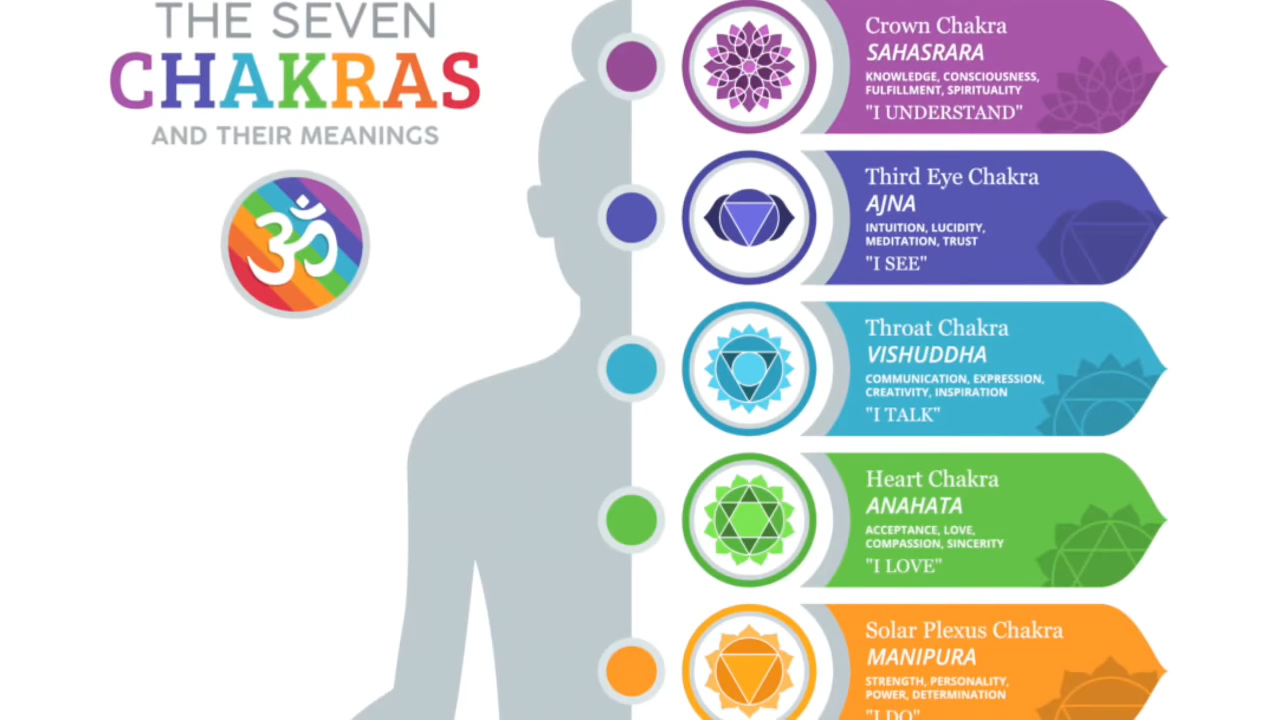 THE SEVEN
CHAKRAS
AND THEIR MEANINGS
ॐ
Crown Chakra
SAHASRARA
KNOWLEDGE, CONSCIOUSNESS,
FULFILLMENT, SPIRITUALITY
"I UNDERSTAND"
Third Eye Chakra
AJNA
INTUITION, LUCIDITY,
MEDITATION, TRUST
"I SEE"
Throat Chakra
VISHUDDHA
COMMUNICATION, EXPRESSION,
CREATIVITY, INSPIRATION
"I TALK"
Heart Chakra
ANAHATA
ACCEPTANCE, LOVE,
COMPASSION, SINCERITY
"I LOVE"
Solar Plexus Chakra
MANIPURA
STRENGTH, PERSONALITY,
POWER, DETERMINATION
"I DO"